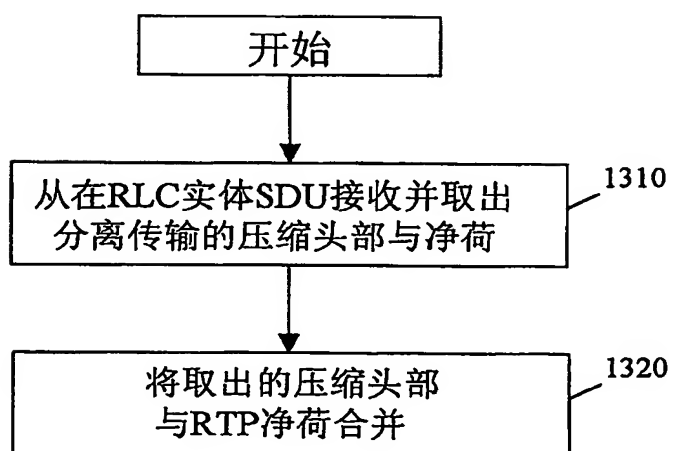 开始
从在RLC实体SDU接收并取出
分离传输的压缩头部与净荷
1310
将取出的压缩头部
与RTP净荷合并
1320